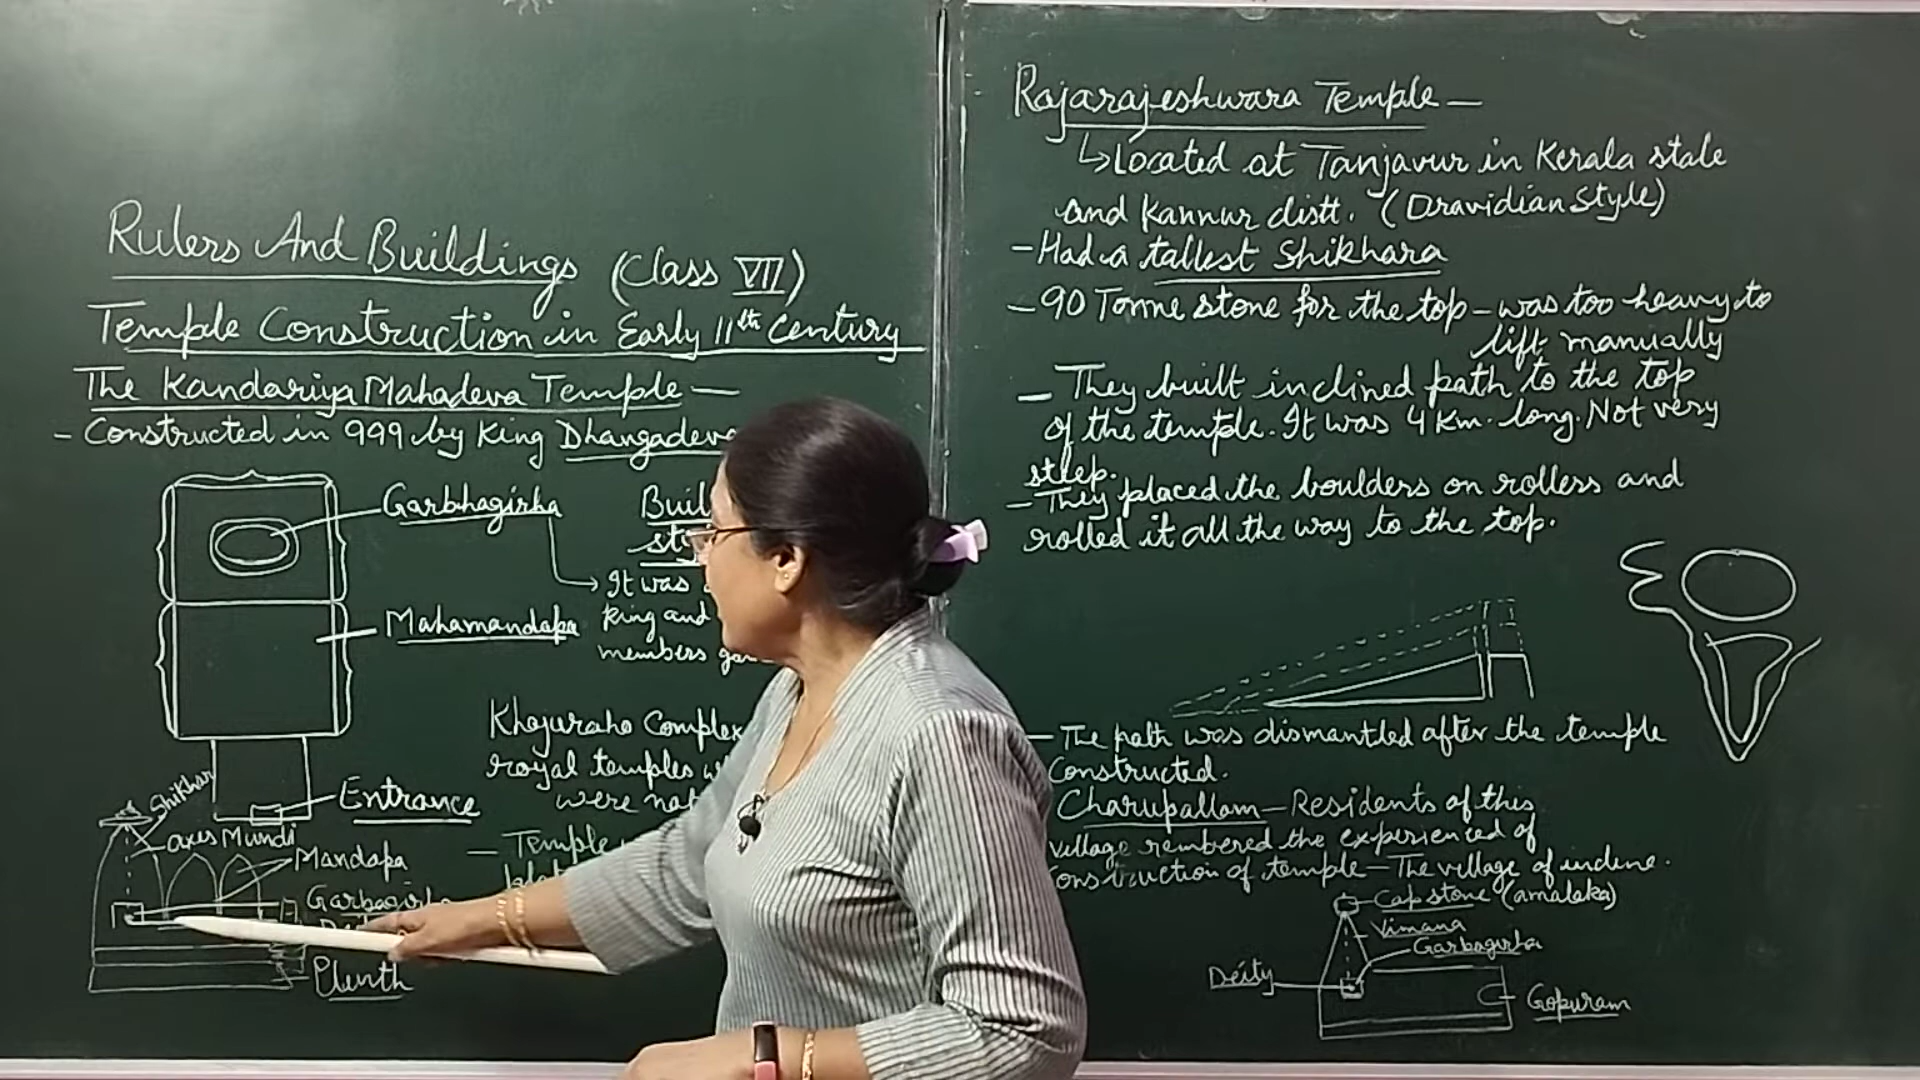 Rulers And Buildings (Class VII)
Temple Construction in Early 11th Century
The Kandariya Mahadeva Temple —
- Constructed in 999 by King Dhangadeva
Garbhagirha
Buil
It was
king and
members
Mahamandapa
Khajuraho Complex
royal temples
were not
Entrance
— Temple
Shikhar
axes Mundi
Mandapa
Garbagirha
Plinth
Rajarajeshwara Temple —
↳ Located at Tanjavur in Kerala state
and Kannur distt. (Dravidian Style)
- Had a tallest Shikhara
- 90 Tonne stone for the top - was too heavy to
lift manually
— They built inclined path to the top
of the temple. It was 4 Km. long. Not very
steep.
- They placed the boulders on rollers and
rolled it all the way to the top.
— The path was dismantled after the temple
Constructed.
Charupallam — Residents of this
village rembered the experienced of
construction of temple — The village of incline.
Cap stone (amalaka)
Vimana
Garbagirha
Deity
Gopuram